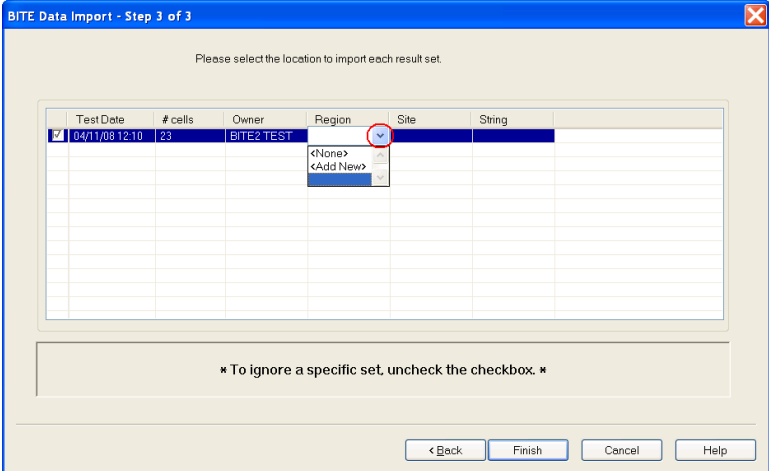 BITE Data Import - Step 3 of 3
Please select the location to import each result set.
Test Date # cells Owner Region Site String
04/11/08 12:10 23 BITE2 TEST
<None>
<Add New>
* To ignore a specific set, uncheck the checkbox. *
< Back Finish Cancel Help